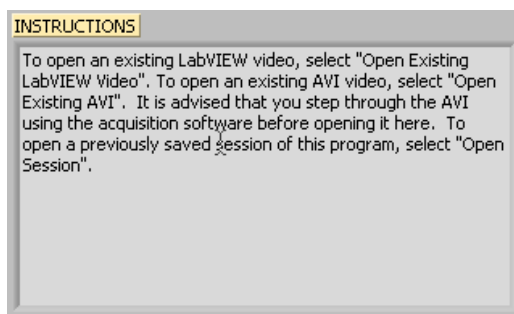 INSTRUCTIONS
To open an existing LabVIEW video, select "Open Existing
LabVIEW Video". To open an existing AVI video, select "Open
Existing AVI".  It is advised that you step through the AVI
using the acquisition software before opening it here.  To
open a previously saved session of this program, select "Open
Session".